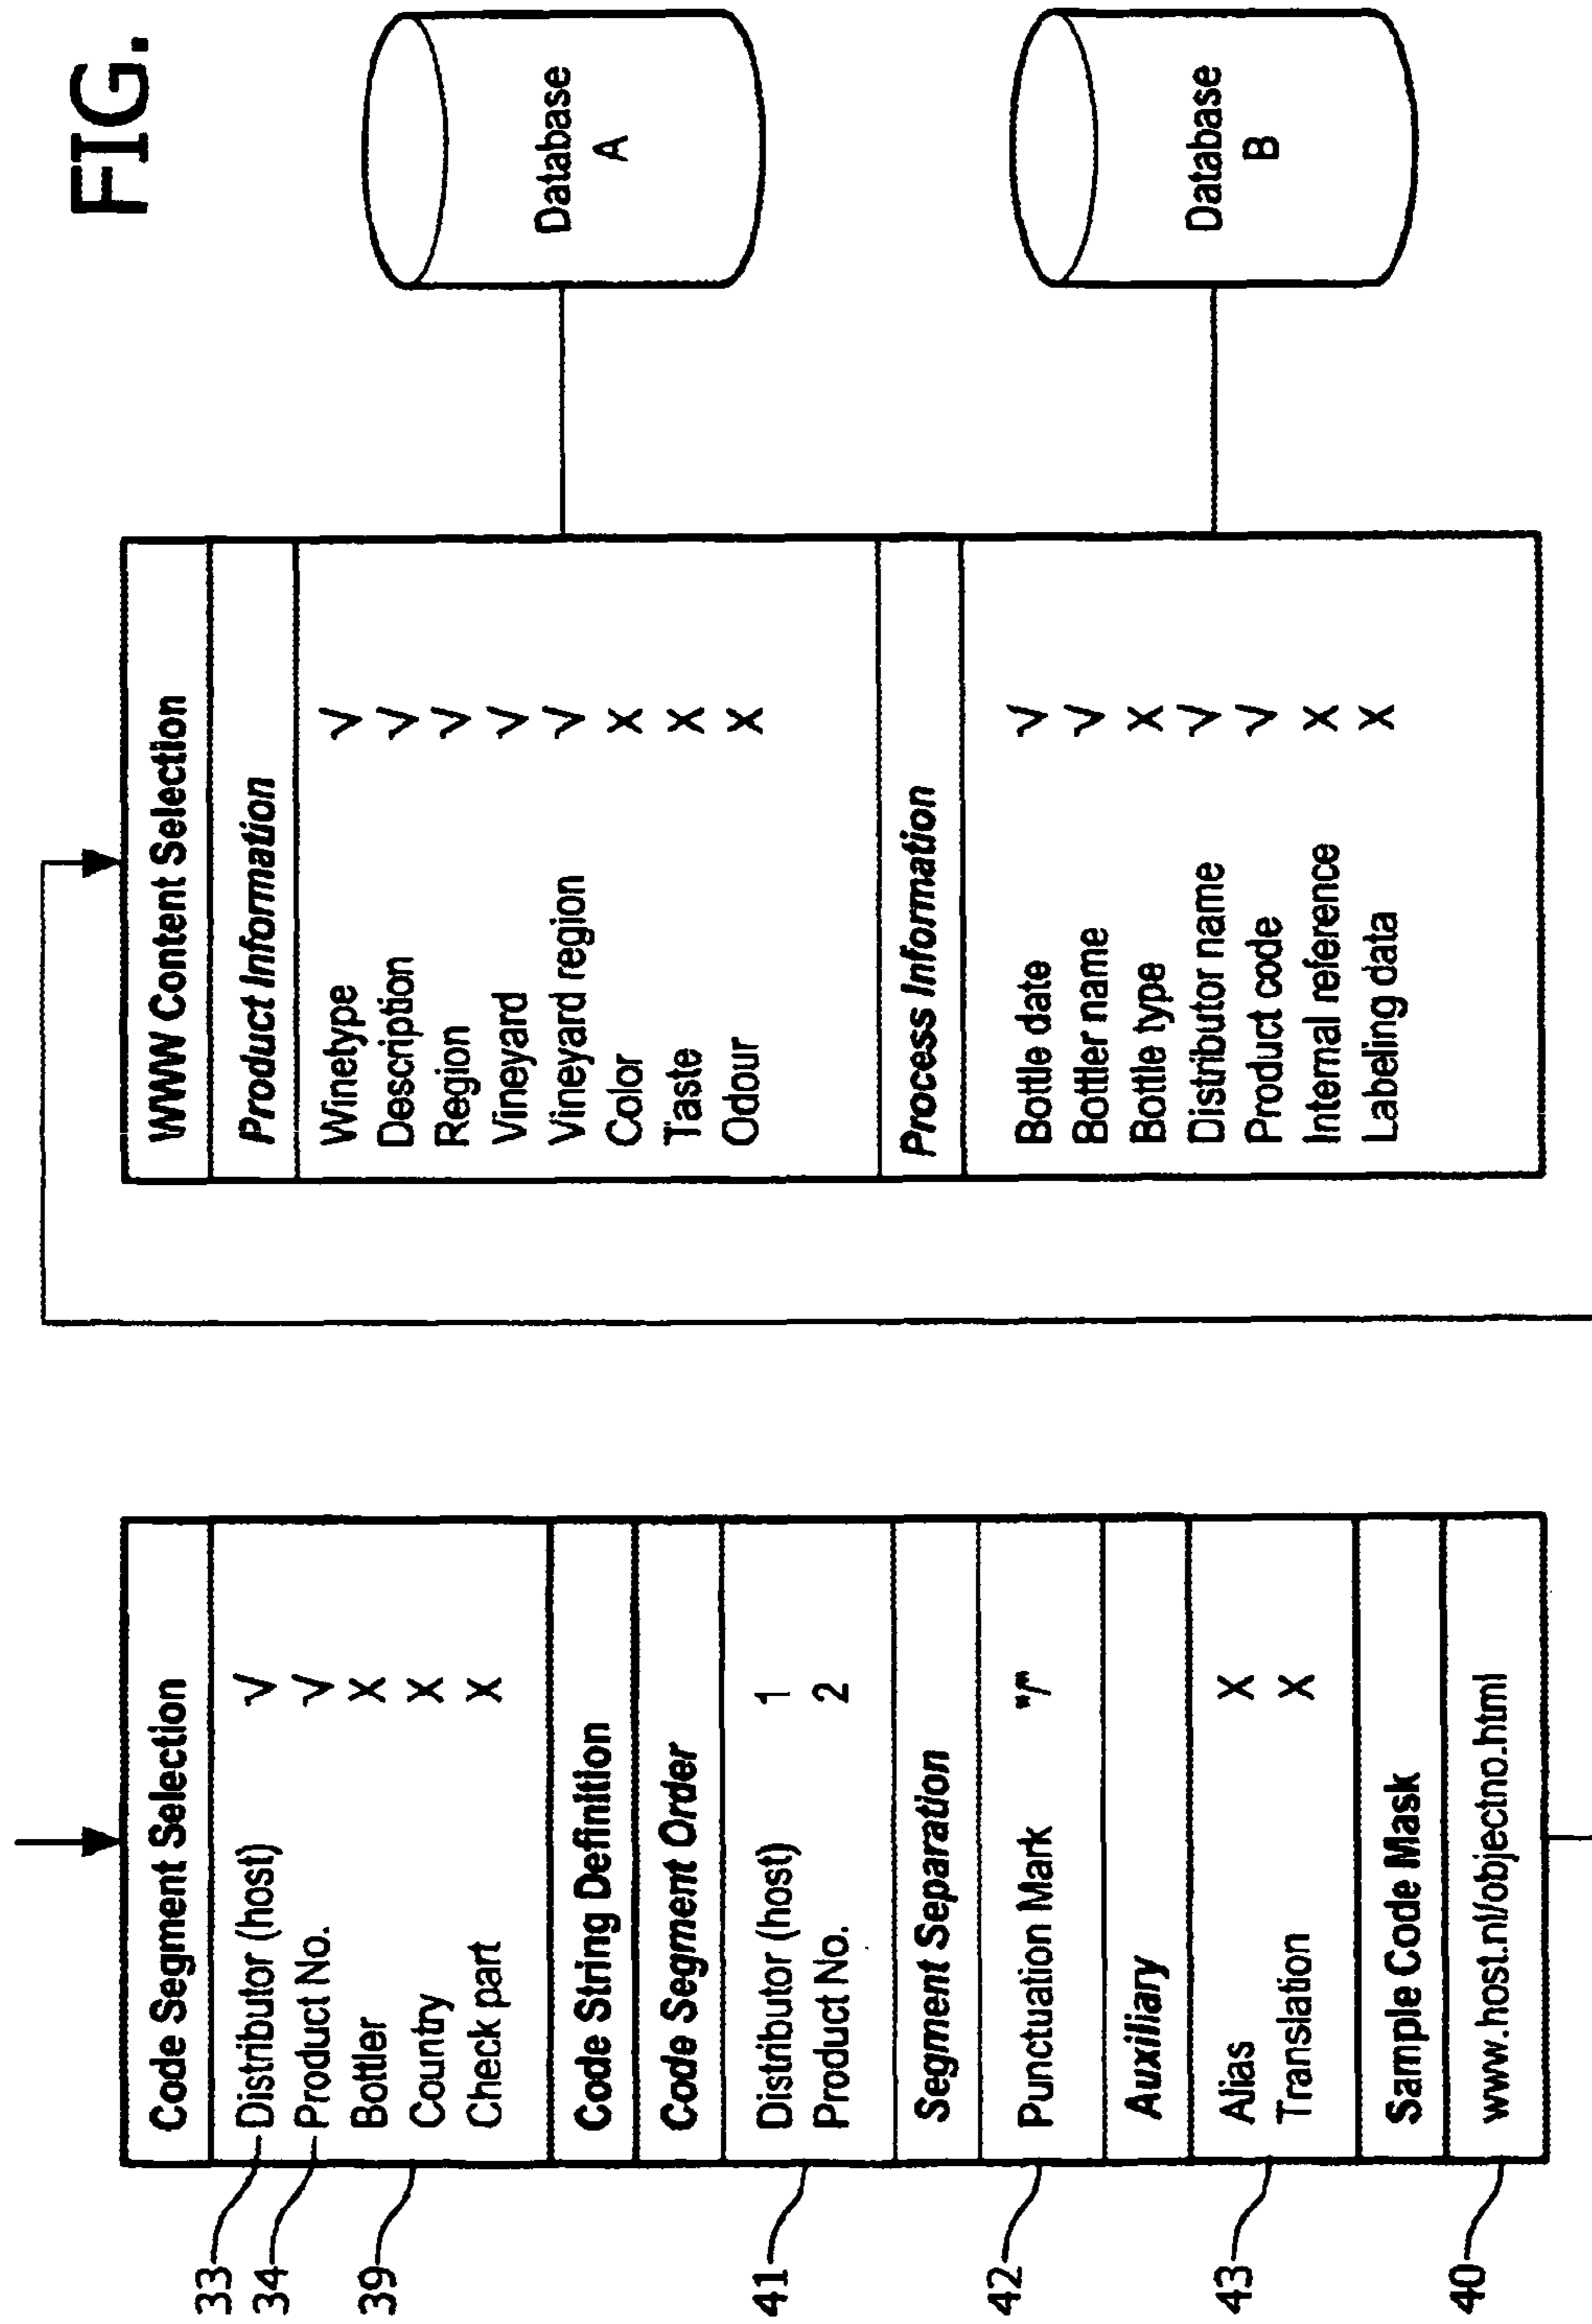 FIG.
33
34
39
41
42
43
40
Code Segment Selection
Distributor (host) √
Product No. √
Bottler X
Country X
Check part X
Code String Definition
Code Segment Order
Distributor (host) 1
Product No. 2
Segment Separation
Punctuation Mark "/"
Auxiliary
Alias X
Translation X
Sample Code Mask
www.host.nl/objectno.html
WWW Content Selection
Product Information
Winetype √
Description √
Region √
Vineyard √
Vineyard region √
Color X
Taste X
Odour X
Process Information
Bottle date √
Bottler name √
Bottle type X
Distributor name √
Product code √
Internal reference X
Labeling data X
Database
A
Database
B